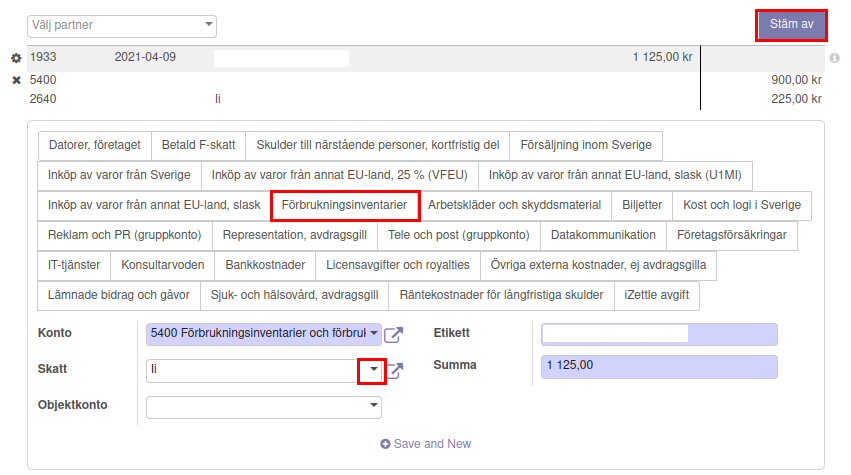 Välj partner Stäm av
1933 2021-04-09 1 125,00 kr
5400 900,00 kr
2640 Ii 225,00 kr
Datorer, företaget Betald F-skatt Skulder till närstående personer, kortfristig del Försäljning inom Sverige
Inköp av varor från Sverige Inköp av varor från annat EU-land, 25 % (VFEU) Inköp av varor från annat EU-land, slask (U1MI)
Inköp av varor från annat EU-land, slask Förbrukningsinventarier Arbetskläder och skyddsmaterial Biljetter Kost och logi i Sverige
Reklam och PR (gruppkonto) Representation, avdragsgill Tele och post (gruppkonto) Datakommunikation Företagsförsäkringar
IT-tjänster Konsultarvoden Bankkostnader Licensavgifter och royalties Övriga externa kostnader, ej avdragsgilla
Lämnade bidrag och gåvor Sjuk- och hälsovård, avdragsgill Räntekostnader för långfristiga skulder iZettle avgift
Konto 5400 Förbrukningsinventarier och förbruk Etikett
Skatt Ii Summa 1 125,00
Objektkonto
Save and New